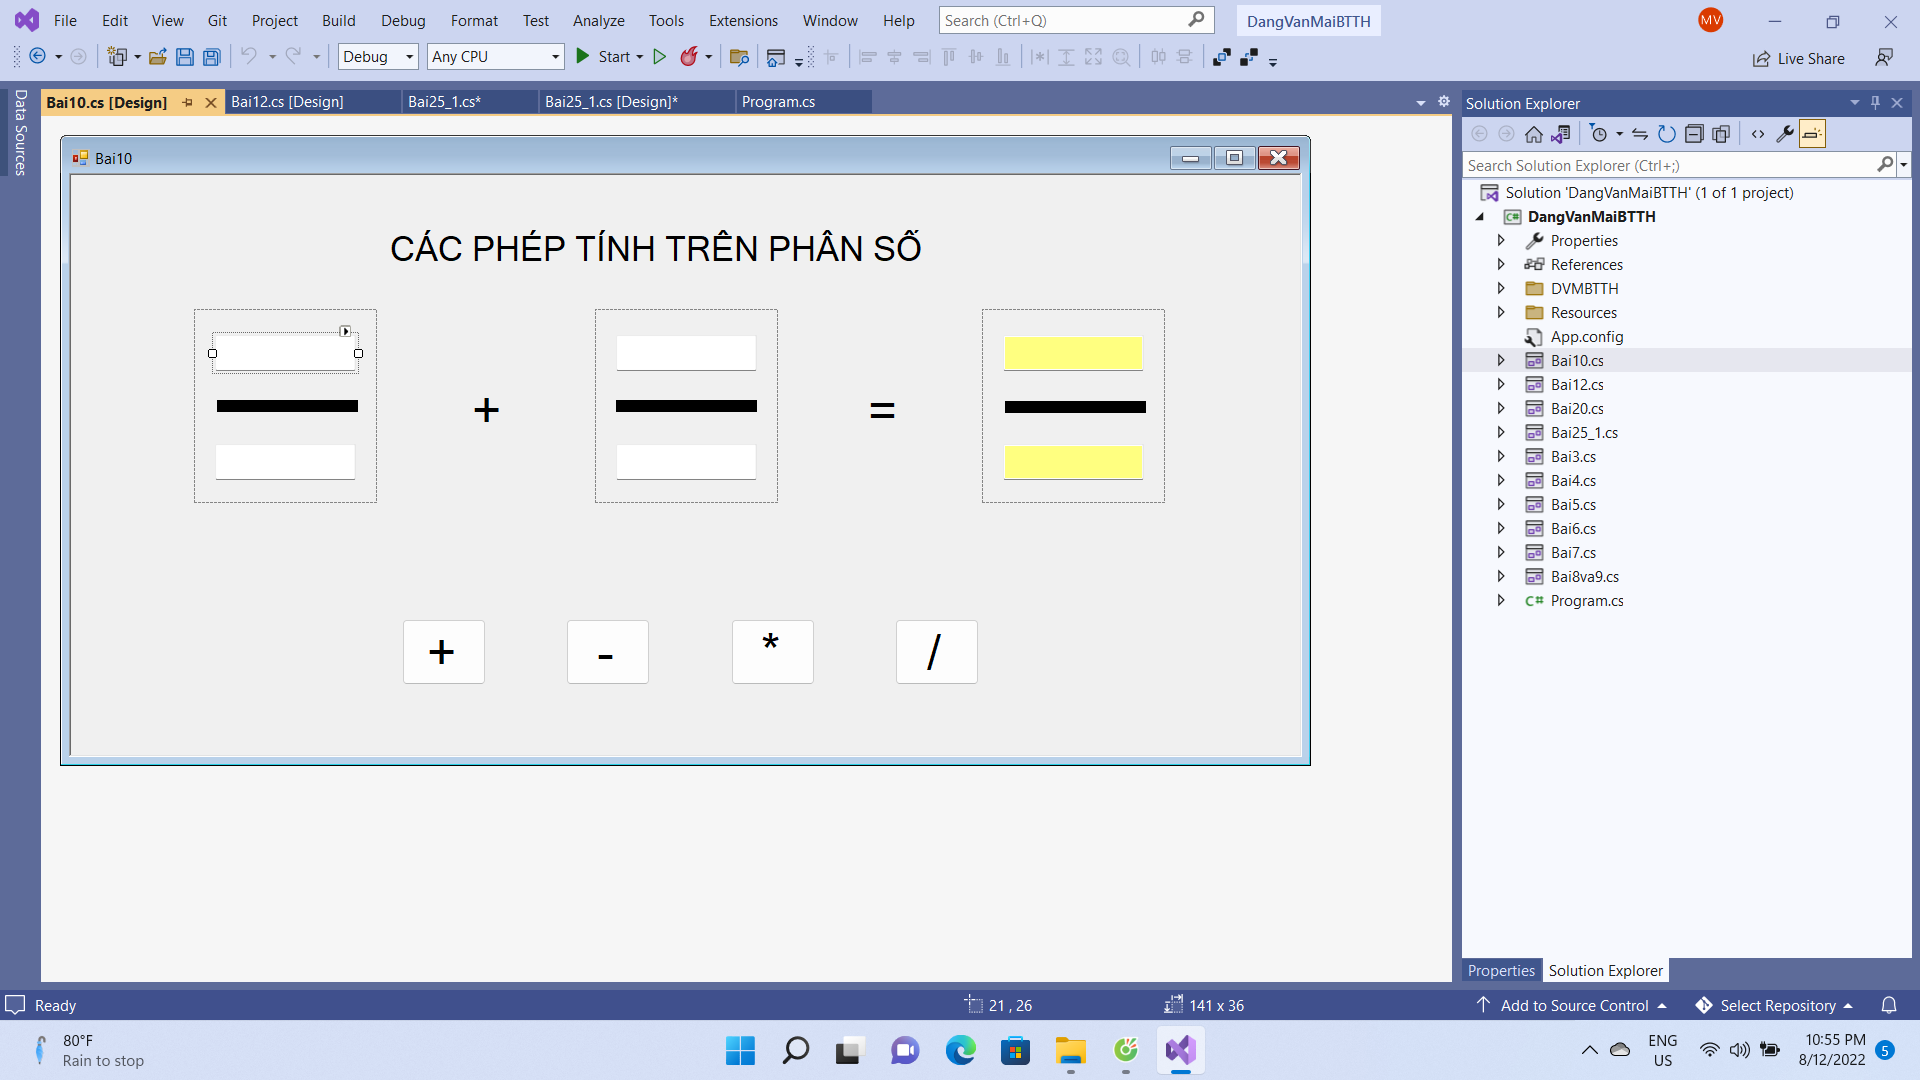 File Edit View Git Project Build Debug Format Test Analyze Tools Extensions Window Help Search (Ctrl+Q) DangVanMaiBTTH MV
Debug Any CPU Start Live Share
Data Sources
Bai10.cs [Design] Bai12.cs [Design] Bai25_1.cs* Bai25_1.cs [Design]* Program.cs
Bai10
CÁC PHÉP TÍNH TRÊN PHÂN SỐ
+ =
+ - * /
Solution Explorer
Search Solution Explorer (Ctrl+;)
Solution 'DangVanMaiBTTH' (1 of 1 project)
C# DangVanMaiBTTH
Properties
References
DVMBTTH
Resources
App.config
Bai10.cs
Bai12.cs
Bai20.cs
Bai25_1.cs
Bai3.cs
Bai4.cs
Bai5.cs
Bai6.cs
Bai7.cs
Bai8va9.cs
C# Program.cs
Properties Solution Explorer
Ready 21 , 26 141 x 36 Add to Source Control Select Repository
80°F
Rain to stop
ENG
US
10:55 PM
8/12/2022
5